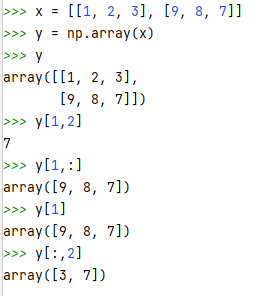 >>> x = [[1, 2, 3], [9, 8, 7]]
>>> y = np.array(x)
>>> y
array([[1, 2, 3],
       [9, 8, 7]])
>>> y[1,2]
7
>>> y[1,:]
array([9, 8, 7])
>>> y[1]
array([9, 8, 7])
>>> y[:,2]
array([3, 7])